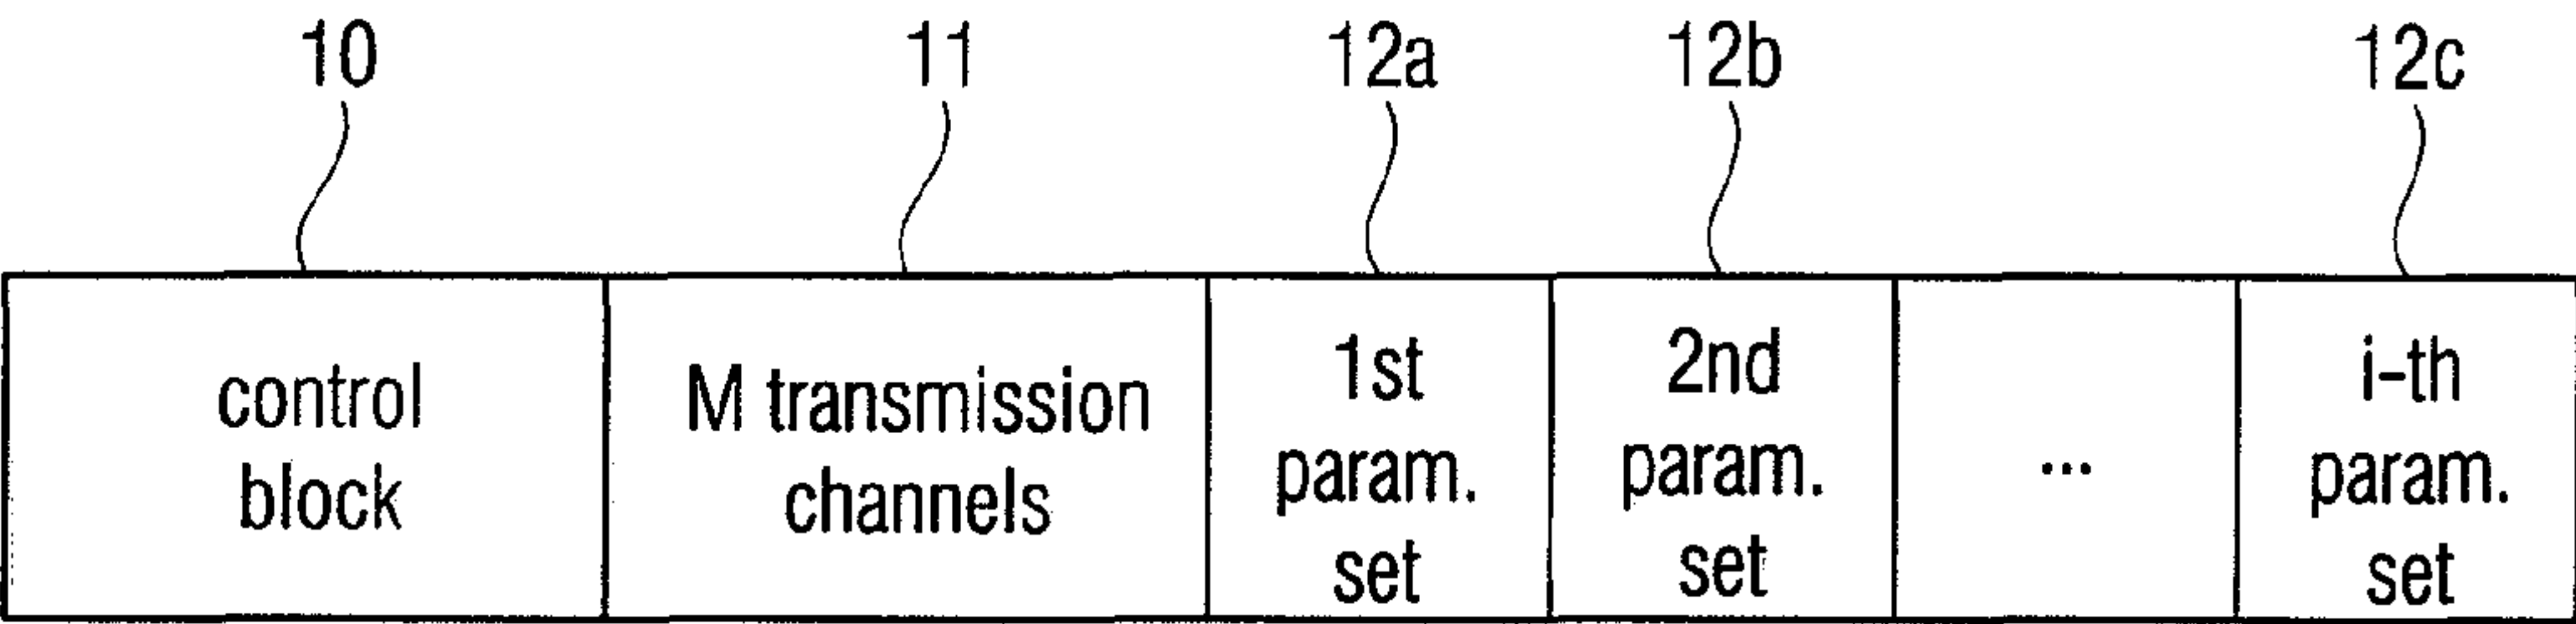 10 11 12a 12b 12c
control
block
M transmission
channels
1st
param.
set
2nd
param.
set
...
i-th
param.
set